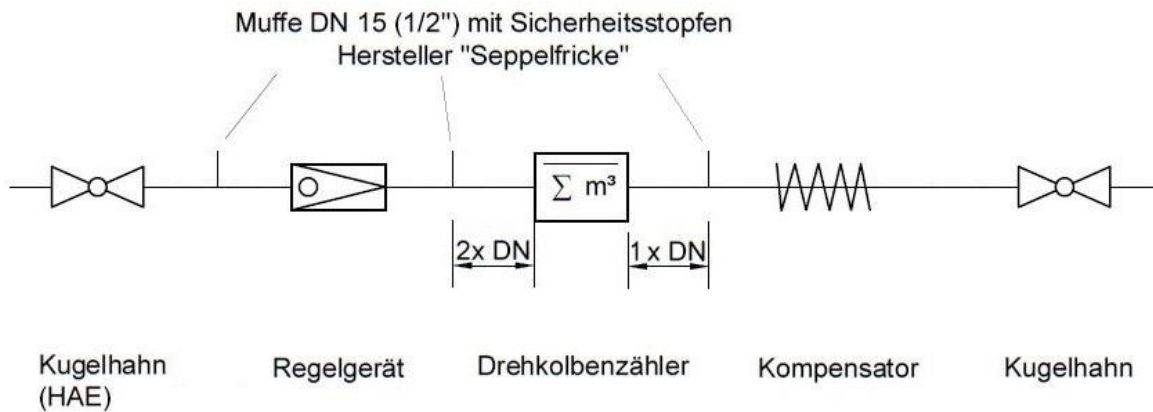 Muffe DN 15 (1/2") mit Sicherheitsstopfen
Hersteller "Seppelfricke"
∑ m³
2x DN
1x DN
Kugelhahn
(HAE)
Regelgerät
Drehkolbenzähler
Kompensator
Kugelhahn